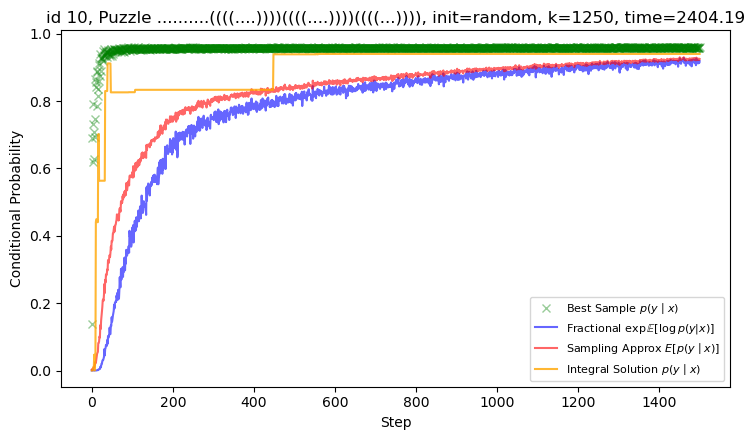 id 10, Puzzle ..........((((....))))((((....))))((((...)))), init=random, k=1250, time=2404.19
1.0
0.8
0.6
0.4
0.2
0.0
Conditional Probability
0
200
400
600
800
1000
1200
1400
Step
Best Sample p(y | x)
Fractional exp𝔼[log p(y|x)]
Sampling Approx E[p(y | x)]
Integral Solution p(y | x)